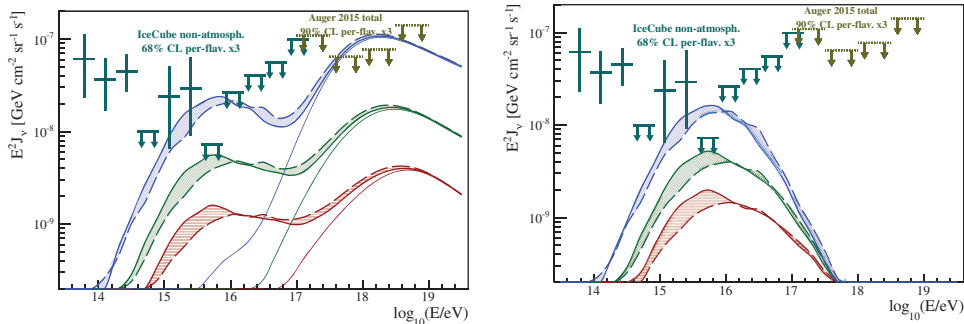 Auger 2015 total
90% CL per-flav. x3
IceCube non-atmosph.
68% CL per-flav. x3
E²Jᵥ [GeV cm⁻² sr⁻¹ s⁻¹]
10⁻⁷
10⁻⁸
10⁻⁹
14 15 16 17 18 19
log₁₀(E/eV)
Auger 2015 total
90% CL per-flav. x3
IceCube non-atmosph.
68% CL per-flav. x3
E²Jᵥ [GeV cm⁻² sr⁻¹ s⁻¹]
10⁻⁷
10⁻⁸
10⁻⁹
14 15 16 17 18 19
log₁₀(E/eV)